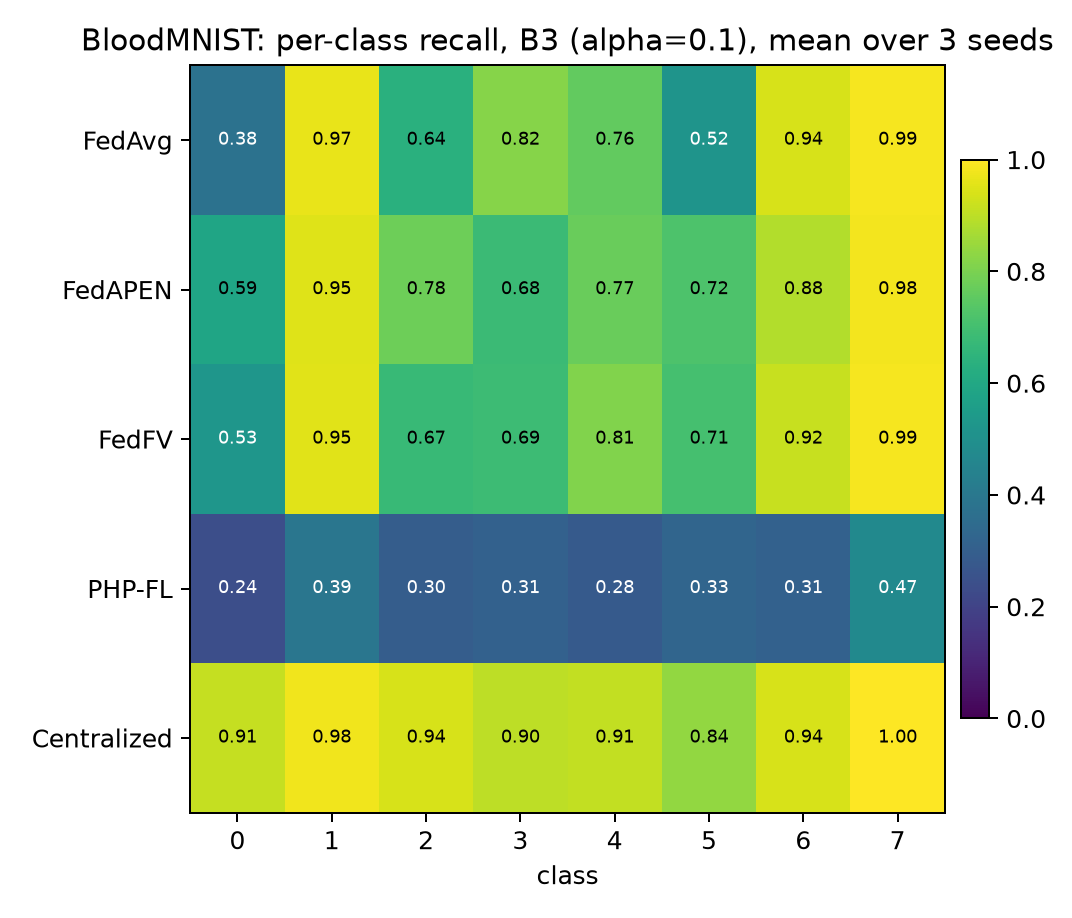 BloodMNIST: per-class recall, B3 (alpha=0.1), mean over 3 seeds
FedAvg 0.38 0.97 0.64 0.82 0.76 0.52 0.94 0.99
FedAPEN 0.59 0.95 0.78 0.68 0.77 0.72 0.88 0.98
FedFV 0.53 0.95 0.67 0.69 0.81 0.71 0.92 0.99
PHP-FL 0.24 0.39 0.30 0.31 0.28 0.33 0.31 0.47
Centralized 0.91 0.98 0.94 0.90 0.91 0.84 0.94 1.00
0 1 2 3 4 5 6 7
class
1.0
0.8
0.6
0.4
0.2
0.0